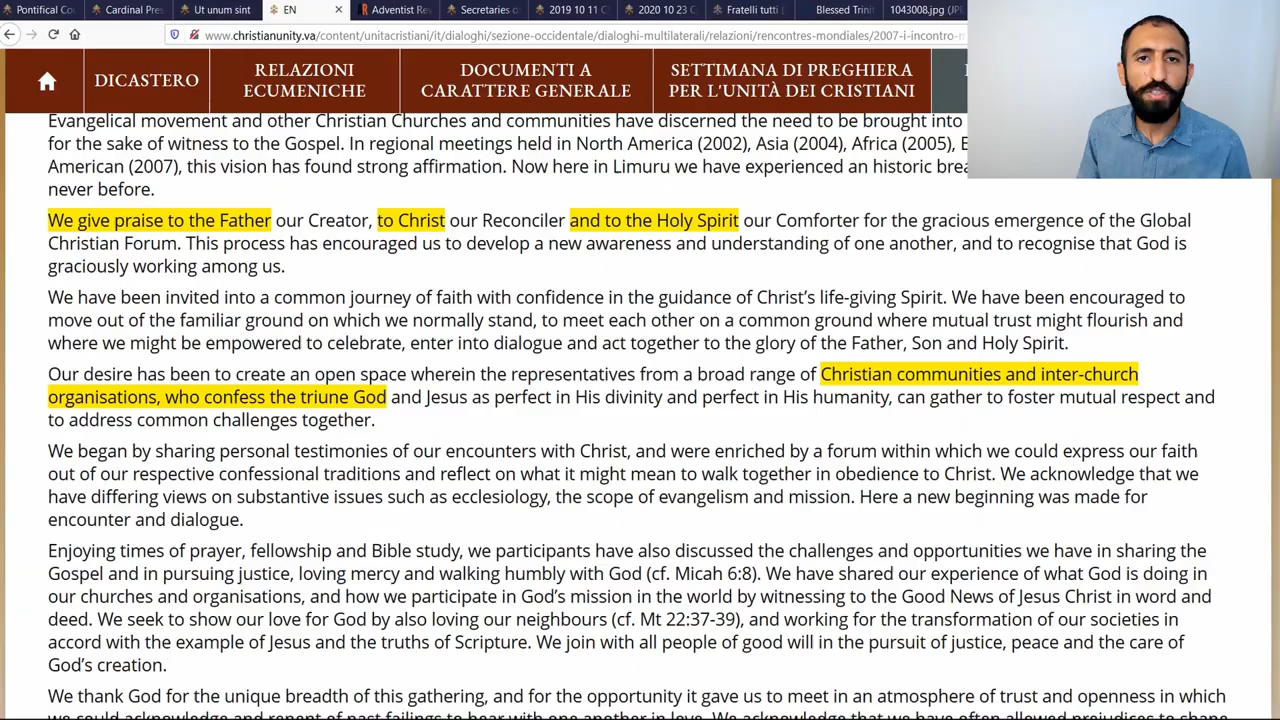 Pontifical Co
Cardinal Pres
Ut unum sint
EN
Adventist Re
Secretaries o
2019 10 11 C
2020 10 23 C
Fratelli tutti (
Blessed Trinit
1043008.jpg (JP
www.christianunity.va/content/unitacristiani/it/dialoghi/sezione-occidentale/dialoghi-multilaterali/relazioni/rencontres-mondiales/2007-i-incontro-m
DICASTERO
RELAZIONI
ECUMENICHE
DOCUMENTI A
CARATTERE GENERALE
SETTIMANA DI PREGHIERA
PER L'UNITÀ DEI CRISTIANI
Evangelical movement and other Christian Churches and communities have discerned the need to be brought into
for the sake of witness to the Gospel. In regional meetings held in North America (2002), Asia (2004), Africa (2005),
American (2007), this vision has found strong affirmation. Now here in Limuru we have experienced an historic brea
never before.
We give praise to the Father our Creator, to Christ our Reconciler and to the Holy Spirit our Comforter for the gracious emergence of the Global
Christian Forum. This process has encouraged us to develop a new awareness and understanding of one another, and to recognise that God is
graciously working among us.
We have been invited into a common journey of faith with confidence in the guidance of Christ's life-giving Spirit. We have been encouraged to
move out of the familiar ground on which we normally stand, to meet each other on a common ground where mutual trust might flourish and
where we might be empowered to celebrate, enter into dialogue and act together to the glory of the Father, Son and Holy Spirit.
Our desire has been to create an open space wherein the representatives from a broad range of Christian communities and inter-church
organisations, who confess the triune God and Jesus as perfect in His divinity and perfect in His humanity, can gather to foster mutual respect and
to address common challenges together.
We began by sharing personal testimonies of our encounters with Christ, and were enriched by a forum within which we could express our faith
out of our respective confessional traditions and reflect on what it might mean to walk together in obedience to Christ. We acknowledge that we
have differing views on substantive issues such as ecclesiology, the scope of evangelism and mission. Here a new beginning was made for
encounter and dialogue.
Enjoying times of prayer, fellowship and Bible study, we participants have also discussed the challenges and opportunities we have in sharing the
Gospel and in pursuing justice, loving mercy and walking humbly with God (cf. Micah 6:8). We have shared our experience of what God is doing in
our churches and organisations, and how we participate in God's mission in the world by witnessing to the Good News of Jesus Christ in word and
deed. We seek to show our love for God by also loving our neighbours (cf. Mt 22:37-39), and working for the transformation of our societies in
accord with the example of Jesus and the truths of Scripture. We join with all people of good will in the pursuit of justice, peace and the care of
God's creation.
We thank God for the unique breadth of this gathering, and for the opportunity it gave us to meet in an atmosphere of trust and openness in which
we could acknowledge and repent of past failings to bear with one another in love. We acknowledge that we have often allowed prejudices to